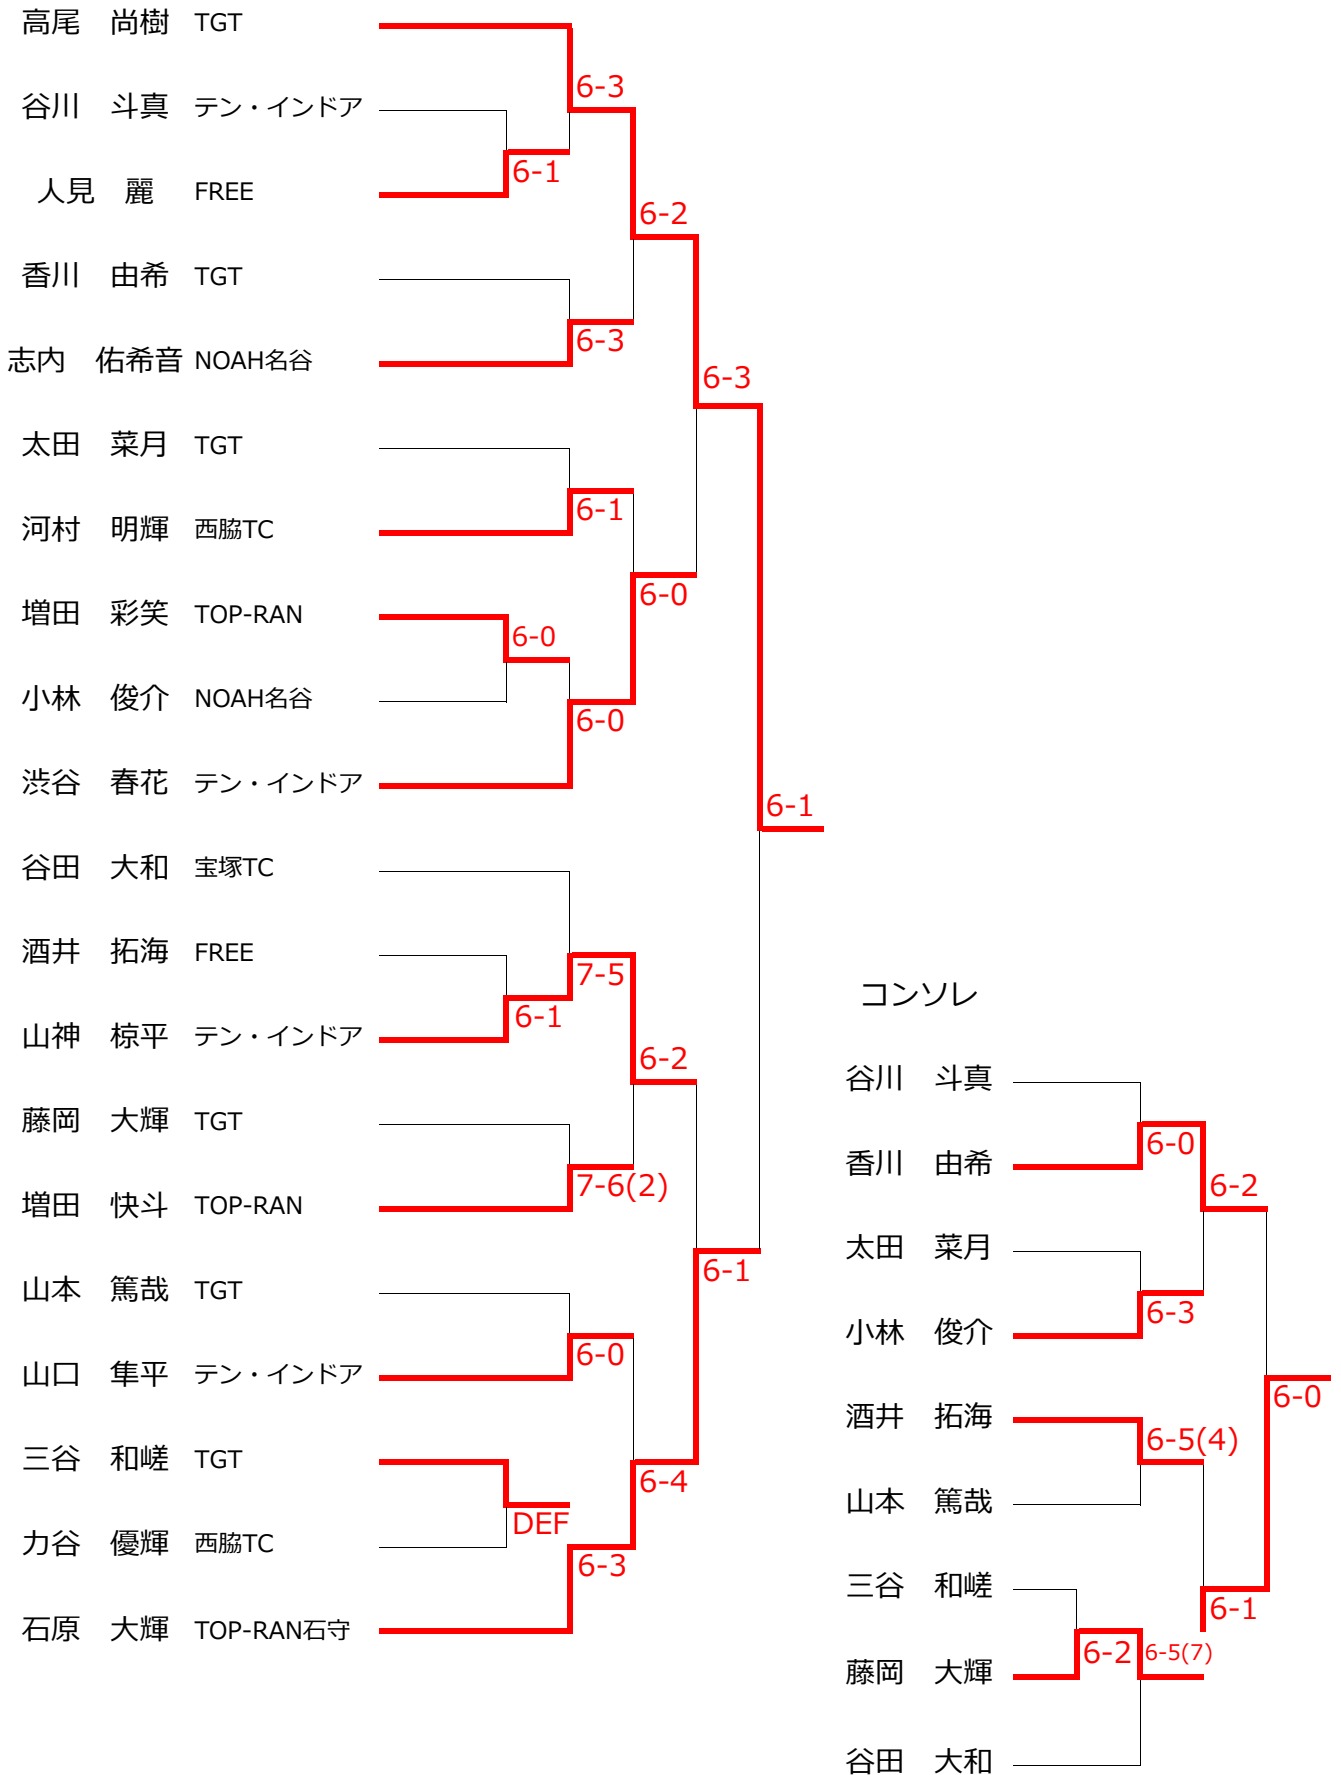 高尾 尚樹 TGT
6-3
谷川 斗真 テン・インドア
6-1
人見 麗 FREE
6-2
香川 由希 TGT
6-3
志内 佑希音 NOAH名谷
6-3
太田 菜月 TGT
6-1
河村 明輝 西脇TC
6-0
増田 彩笑 TOP-RAN
6-0
小林 俊介 NOAH名谷
6-0
渋谷 春花 テン・インドア
6-1
谷田 大和 宝塚TC
酒井 拓海 FREE
7-5
6-1
山神 椋平 テン・インドア
6-2
藤岡 大輝 TGT
7-6(2)
増田 快斗 TOP-RAN
6-1
山本 篤哉 TGT
6-0
山口 隼平 テン・インドア
三谷 和嵯 TGT
6-4
DEF
力谷 優輝 西脇TC
6-3
石原 大輝 TOP-RAN石守
コンソレ
谷川 斗真
6-0
香川 由希
6-2
太田 菜月
6-3
小林 俊介
6-0
酒井 拓海
6-5(4)
山本 篤哉
三谷 和嵯
6-1
6-2 6-5(7)
藤岡 大輝
谷田 大和